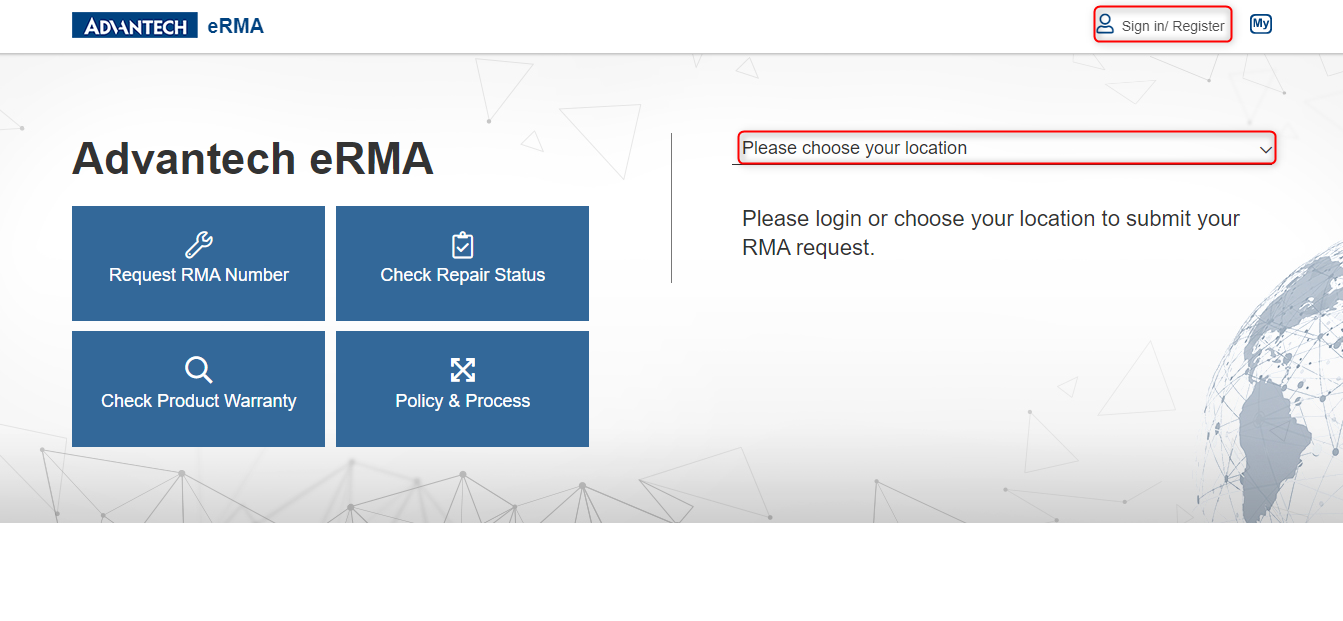 ADVANTECH eRMA
Sign in/ Register
My
Advantech eRMA
Request RMA Number
Check Repair Status
Check Product Warranty
Policy & Process
Please choose your location
Please login or choose your location to submit your
RMA request.